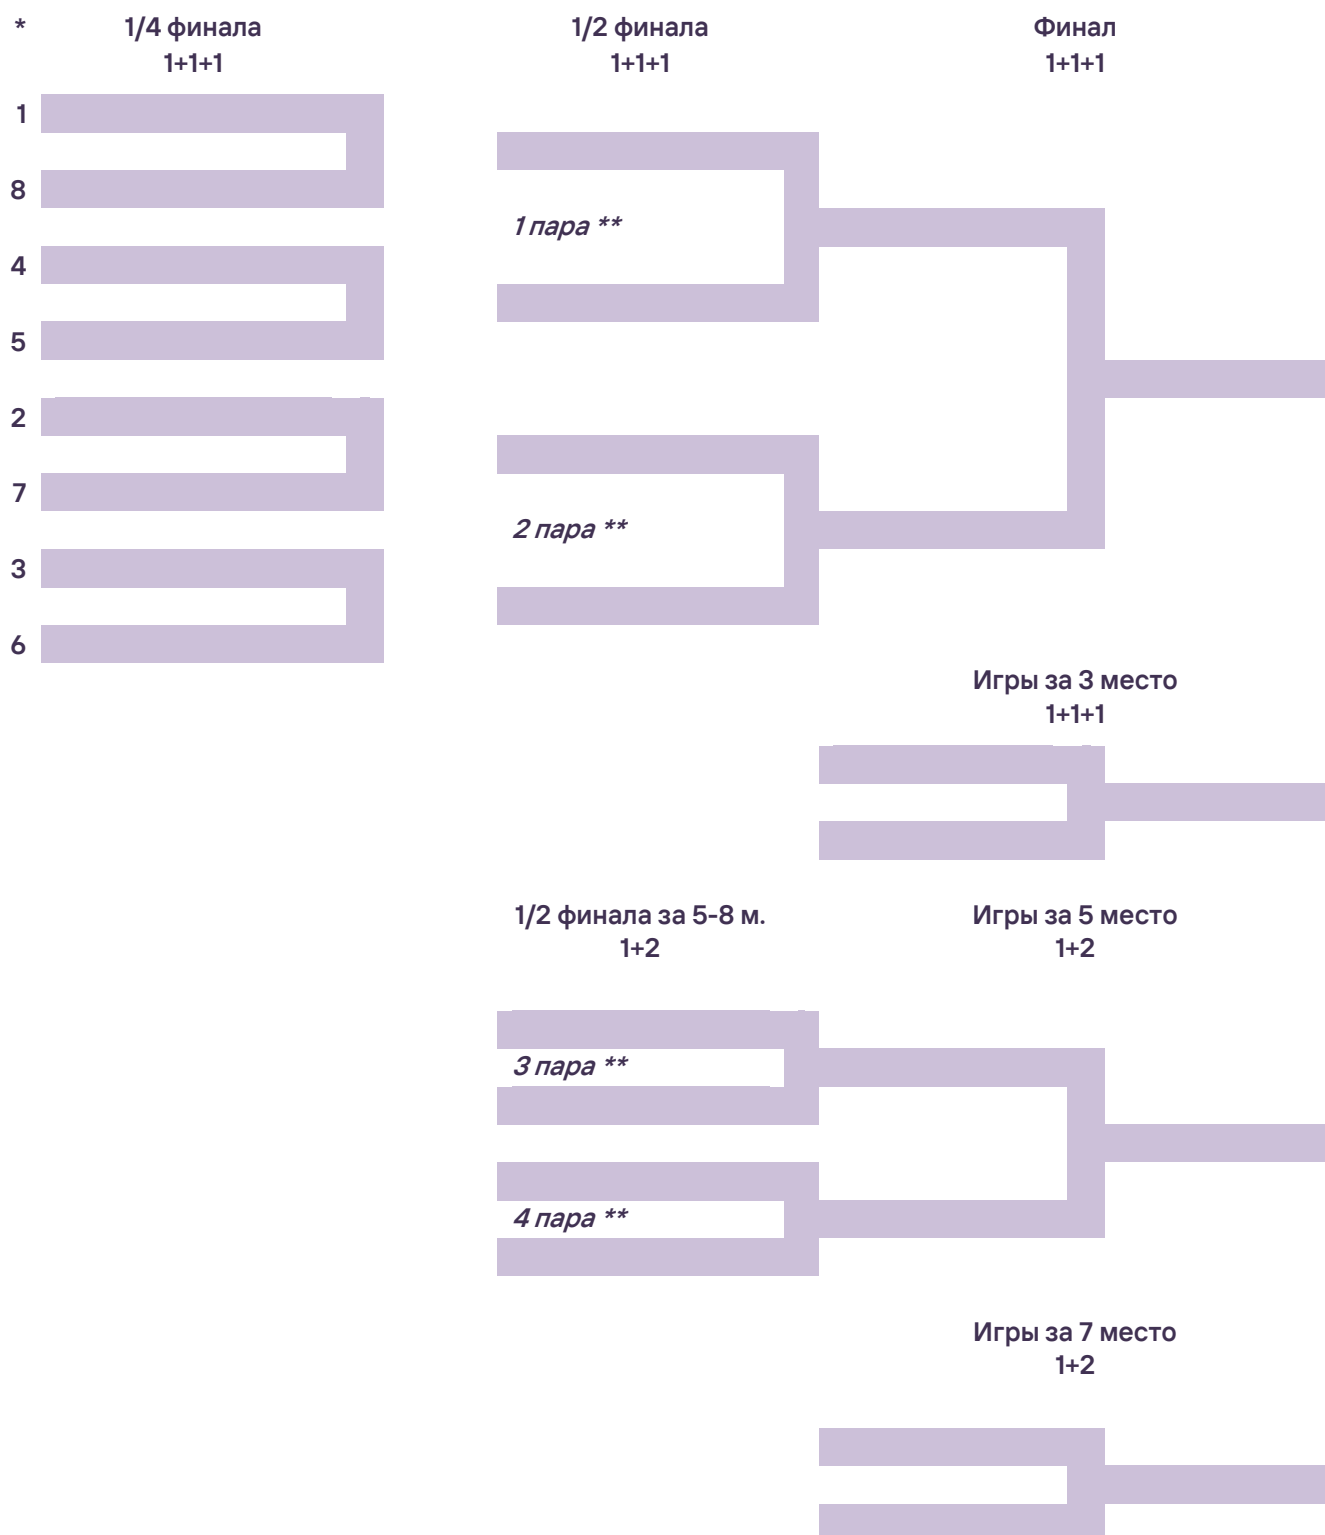 * 1/4 финала 1/2 финала Финал
1+1+1 1+1+1 1+1+1
1
8
1 пара **
4
5
2
7
2 пара **
3
6
Игры за 3 место
1+1+1
1/2 финала за 5-8 м. Игры за 5 место
1+2 1+2
3 пара **
4 пара **
Игры за 7 место
1+2